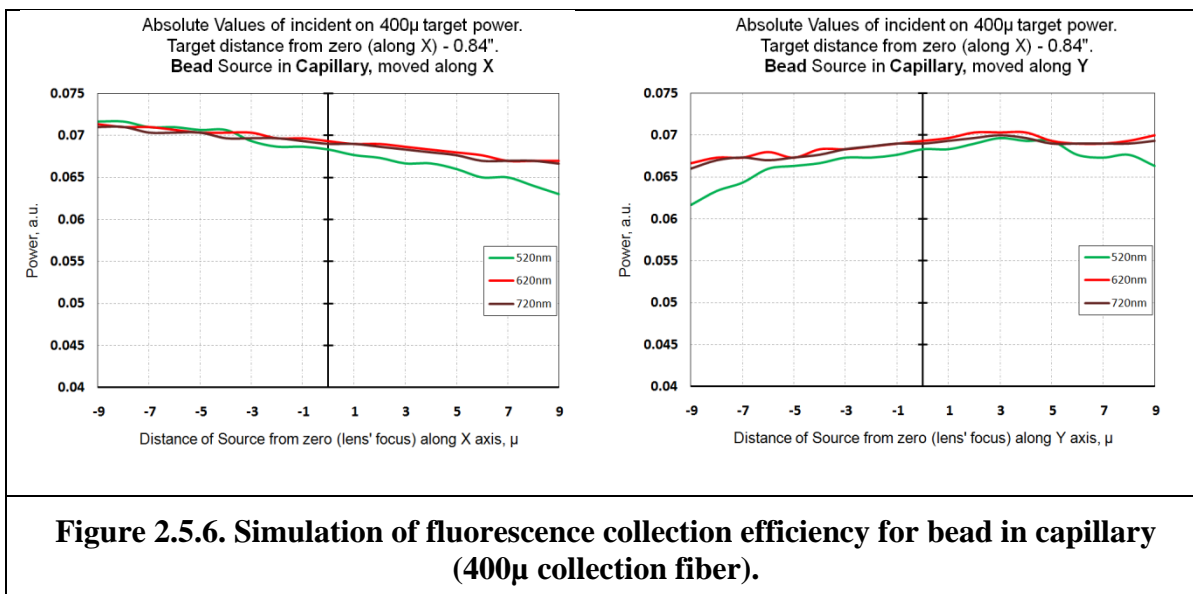 Absolute Values of incident on 400µ target power.
Target distance from zero (along X) - 0.84".
Bead Source in Capillary, moved along X
0.075
0.07
0.065
0.06
0.055
0.05
0.045
0.04
Power, a.u.
520nm
620nm
720nm
-9 -7 -5 -3 -1 1 3 5 7 9
Distance of Source from zero (lens' focus) along X axis, µ
Absolute Values of incident on 400µ target power.
Target distance from zero (along X) - 0.84".
Bead Source in Capillary, moved along Y
0.075
0.07
0.065
0.06
0.055
0.05
0.045
0.04
Power, a.u.
520nm
620nm
720nm
-9 -7 -5 -3 -1 1 3 5 7 9
Distance of Source from zero (lens' focus) along Y axis, µ
Figure 2.5.6. Simulation of fluorescence collection efficiency for bead in capillary
(400µ collection fiber).